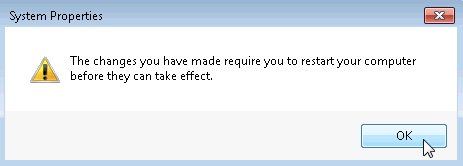 System Properties
The changes you have made require you to restart your computer
before they can take effect.
OK